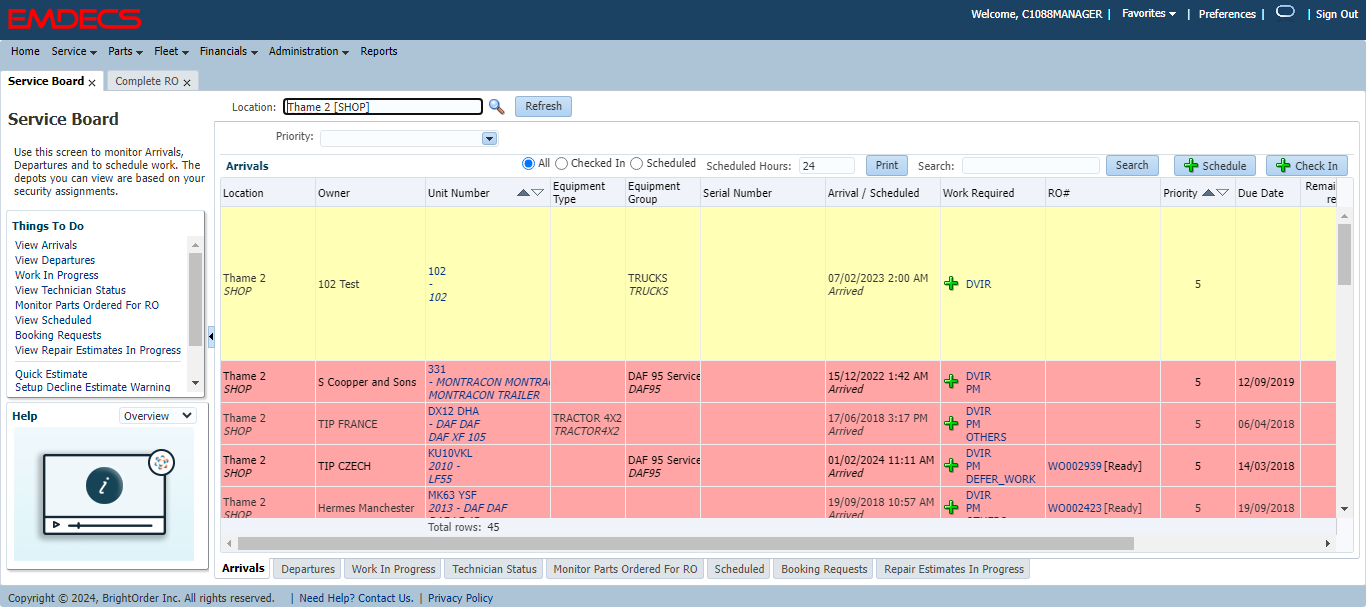 EMDECS
Welcome, C1088MANAGER | Favorites | Preferences | | Sign Out
Home Service Parts Fleet Financials Administration Reports
Service Board x Complete RO x
Service Board
Use this screen to monitor Arrivals,
Departures and to schedule work. The
depots you can view are based on your
security assignments.
Things To Do
View Arrivals
View Departures
Work In Progress
View Technician Status
Monitor Parts Ordered For RO
View Scheduled
Booking Requests
View Repair Estimates In Progress
Quick Estimate
Setup Decline Estimate Warning
Help Overview
i
Location: Thame 2 [SHOP] Refresh
Priority:
Arrivals All Checked In Scheduled Scheduled Hours: 24 Print Search: Search Schedule Check In
Location Owner Unit Number Equipment Type Equipment Group Serial Number Arrival / Scheduled Work Required RO# Priority Due Date Remai re
Thame 2 SHOP 102 Test 102 - 102 TRUCKS TRUCKS 07/02/2023 2:00 AM Arrived DVIR 5
Thame 2 SHOP S Coopper and Sons 331 - MONTRACON MONTRA MONTRACON TRAILER DAF 95 Service DAF95 15/12/2022 1:42 AM Arrived DVIR PM 5 12/09/2019
Thame 2 SHOP TIP FRANCE DX12 DHA - DAF DAF DAF XF 105 TRACTOR 4X2 TRACTOR4X2 17/06/2018 3:17 PM Arrived DVIR PM OTHERS 5 06/04/2018
Thame 2 SHOP TIP CZECH KU10VKL 2010 - LF55 DAF 95 Service DAF95 01/02/2024 11:11 AM Arrived DVIR PM DEFER_WORK WO002939 [Ready] 5 14/03/2018
Thame 2 SHOP Hermes Manchester MK63 YSF 2013 - DAF DAF 19/09/2018 10:57 AM Arrived DVIR PM WO002423 [Ready] 5 19/09/2018
Total rows: 45
Arrivals Departures Work In Progress Technician Status Monitor Parts Ordered For RO Scheduled Booking Requests Repair Estimates In Progress
Copyright © 2024, BrightOrder Inc. All rights reserved. | Need Help? Contact Us. | Privacy Policy